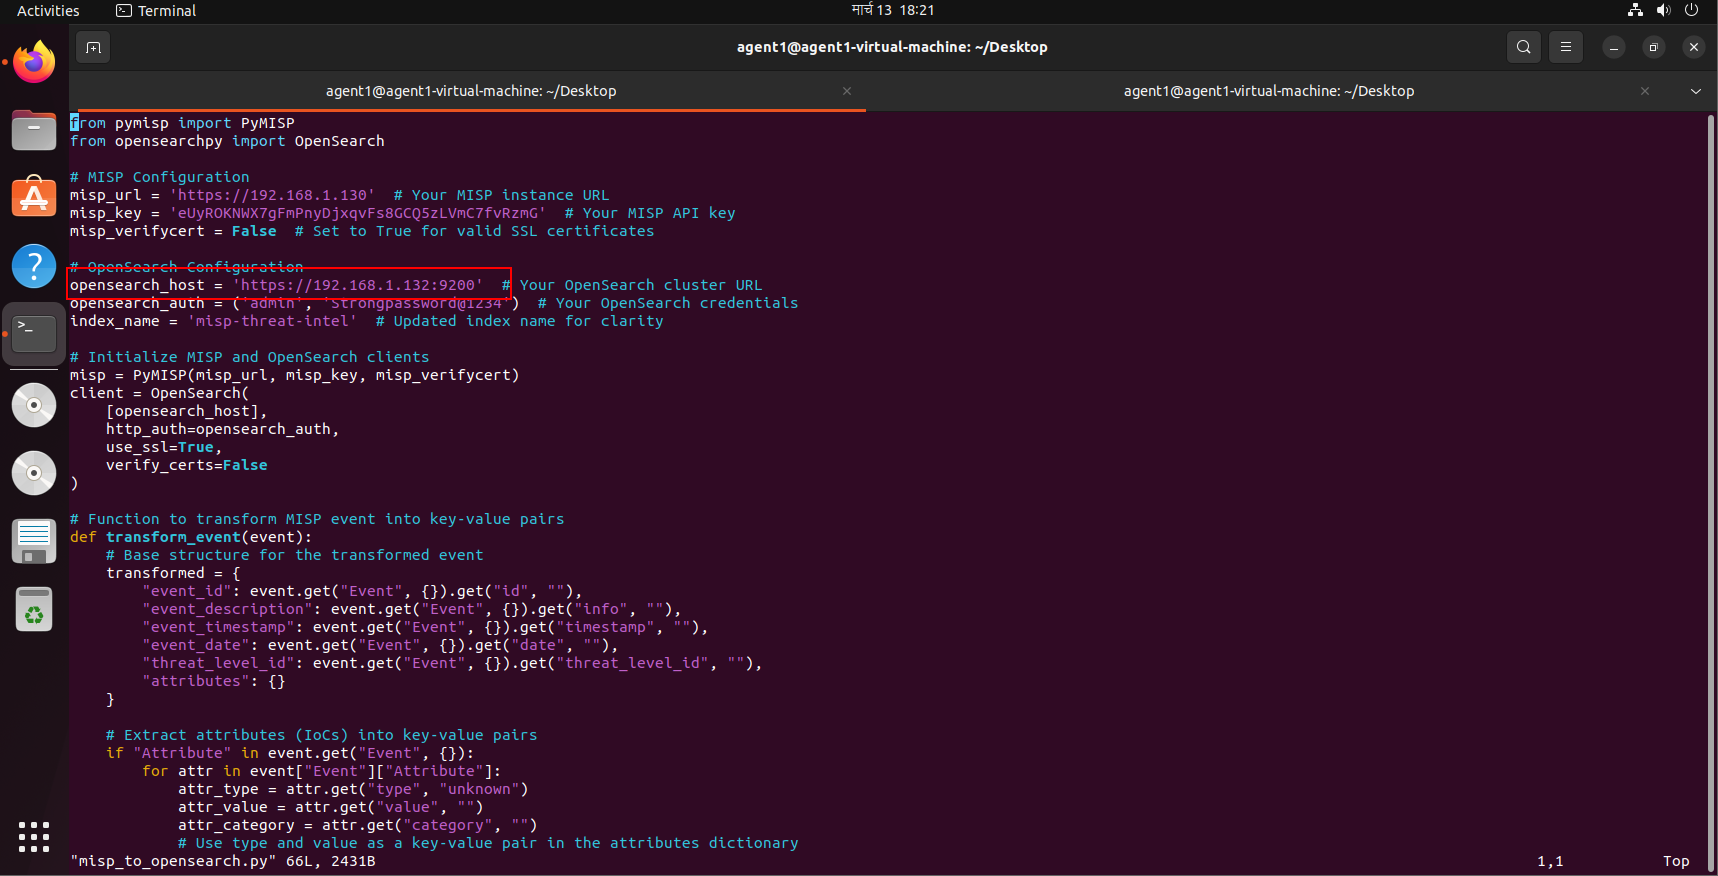 Activities Terminal मार्च 13 18:21
agent1@agent1-virtual-machine: ~/Desktop
agent1@agent1-virtual-machine: ~/Desktop agent1@agent1-virtual-machine: ~/Desktop
from pymisp import PyMISP
from opensearchpy import OpenSearch
# MISP Configuration
misp_url = 'https://192.168.1.130'  # Your MISP instance URL
misp_key = 'eUyROKNWX7gFmPnyDjxqvFs8GCQ5zLVmC7fvRzmG'  # Your MISP API key
misp_verifycert = False  # Set to True for valid SSL certificates
# OpenSearch Configuration
opensearch_host = 'https://192.168.1.132:9200'  # Your OpenSearch cluster URL
opensearch_auth = ('admin', 'Strongpassword@1234')  # Your OpenSearch credentials
index_name = 'misp-threat-intel'  # Updated index name for clarity
# Initialize MISP and OpenSearch clients
misp = PyMISP(misp_url, misp_key, misp_verifycert)
client = OpenSearch(
    [opensearch_host],
    http_auth=opensearch_auth,
    use_ssl=True,
    verify_certs=False
)
# Function to transform MISP event into key-value pairs
def transform_event(event):
    # Base structure for the transformed event
    transformed = {
        "event_id": event.get("Event", {}).get("id", ""),
        "event_description": event.get("Event", {}).get("info", ""),
        "event_timestamp": event.get("Event", {}).get("timestamp", ""),
        "event_date": event.get("Event", {}).get("date", ""),
        "threat_level_id": event.get("Event", {}).get("threat_level_id", ""),
        "attributes": {}
    }
    # Extract attributes (IoCs) into key-value pairs
    if "Attribute" in event.get("Event", {}):
        for attr in event["Event"]["Attribute"]:
            attr_type = attr.get("type", "unknown")
            attr_value = attr.get("value", "")
            attr_category = attr.get("category", "")
            # Use type and value as a key-value pair in the attributes dictionary
"misp_to_opensearch.py" 66L, 2431B 1,1 Top